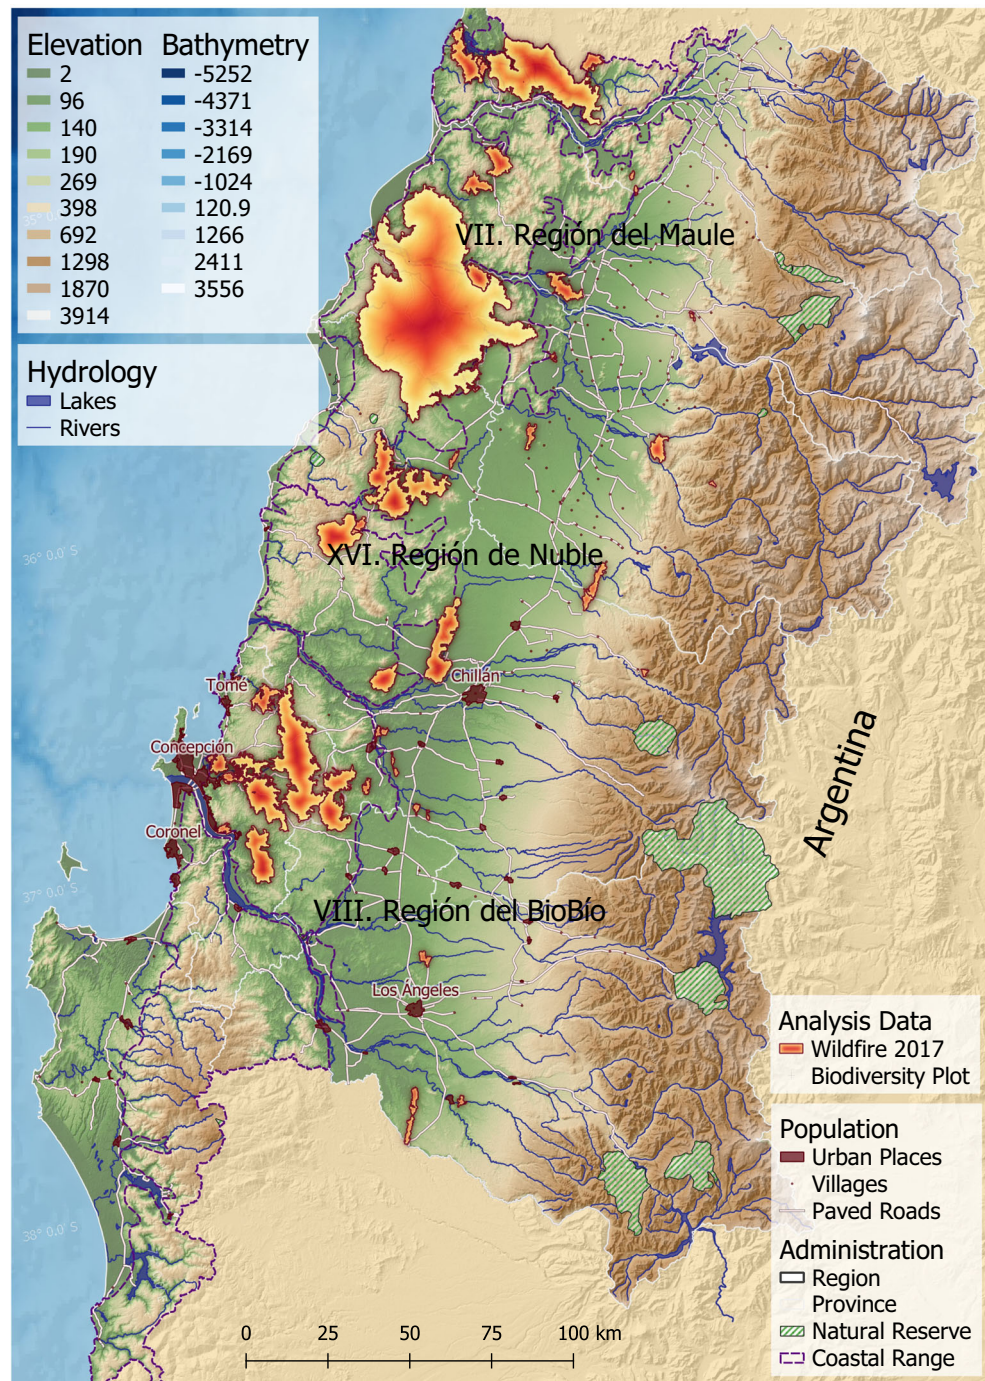 Elevation
2
96
140
190
269
398
692
1298
1870
3914
Bathymetry
-5252
-4371
-3314
-2169
-1024
120.9
1266
2411
3556
Hydrology
Lakes
Rivers
35° 0.0' S
VII. Región del Maule
36° 0.0' S
XVI. Región de Nuble
Tomé
Chillán
Concepción
Coronel
Argentina
37° 0.0' S
VIII. Región del BioBío
Los Ángeles
38° 0.0' S
Analysis Data
Wildfire 2017
Biodiversity Plot
Population
Urban Places
Villages
Paved Roads
Administration
Region
Province
Natural Reserve
Coastal Range
0 25 50 75 100 km